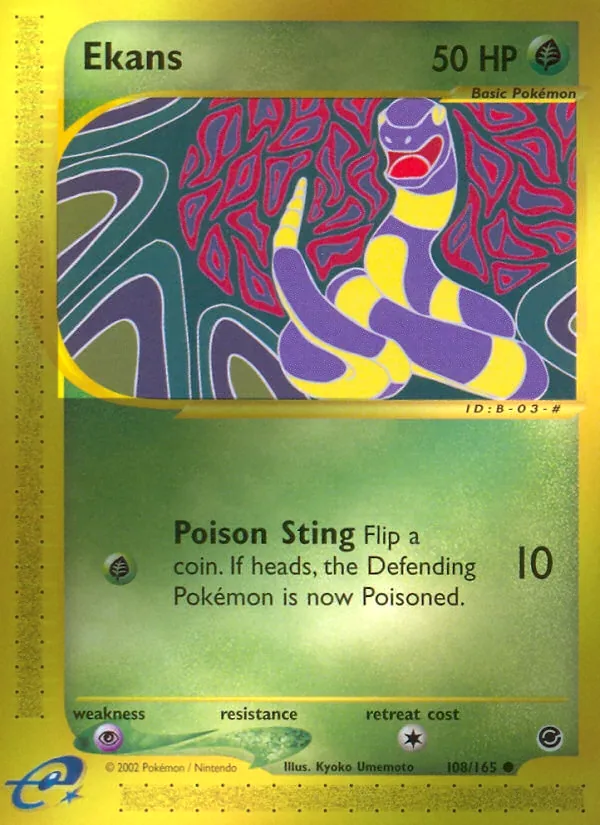 Ekans 50 HP
Basic Pokémon
ID:B-03-#
Poison Sting Flip a
coin. If heads, the Defending 10
Pokémon is now Poisoned.
weakness resistance retreat cost
© 2002 Pokémon / Nintendo Illus. Kyoko Umemoto 108/165
e